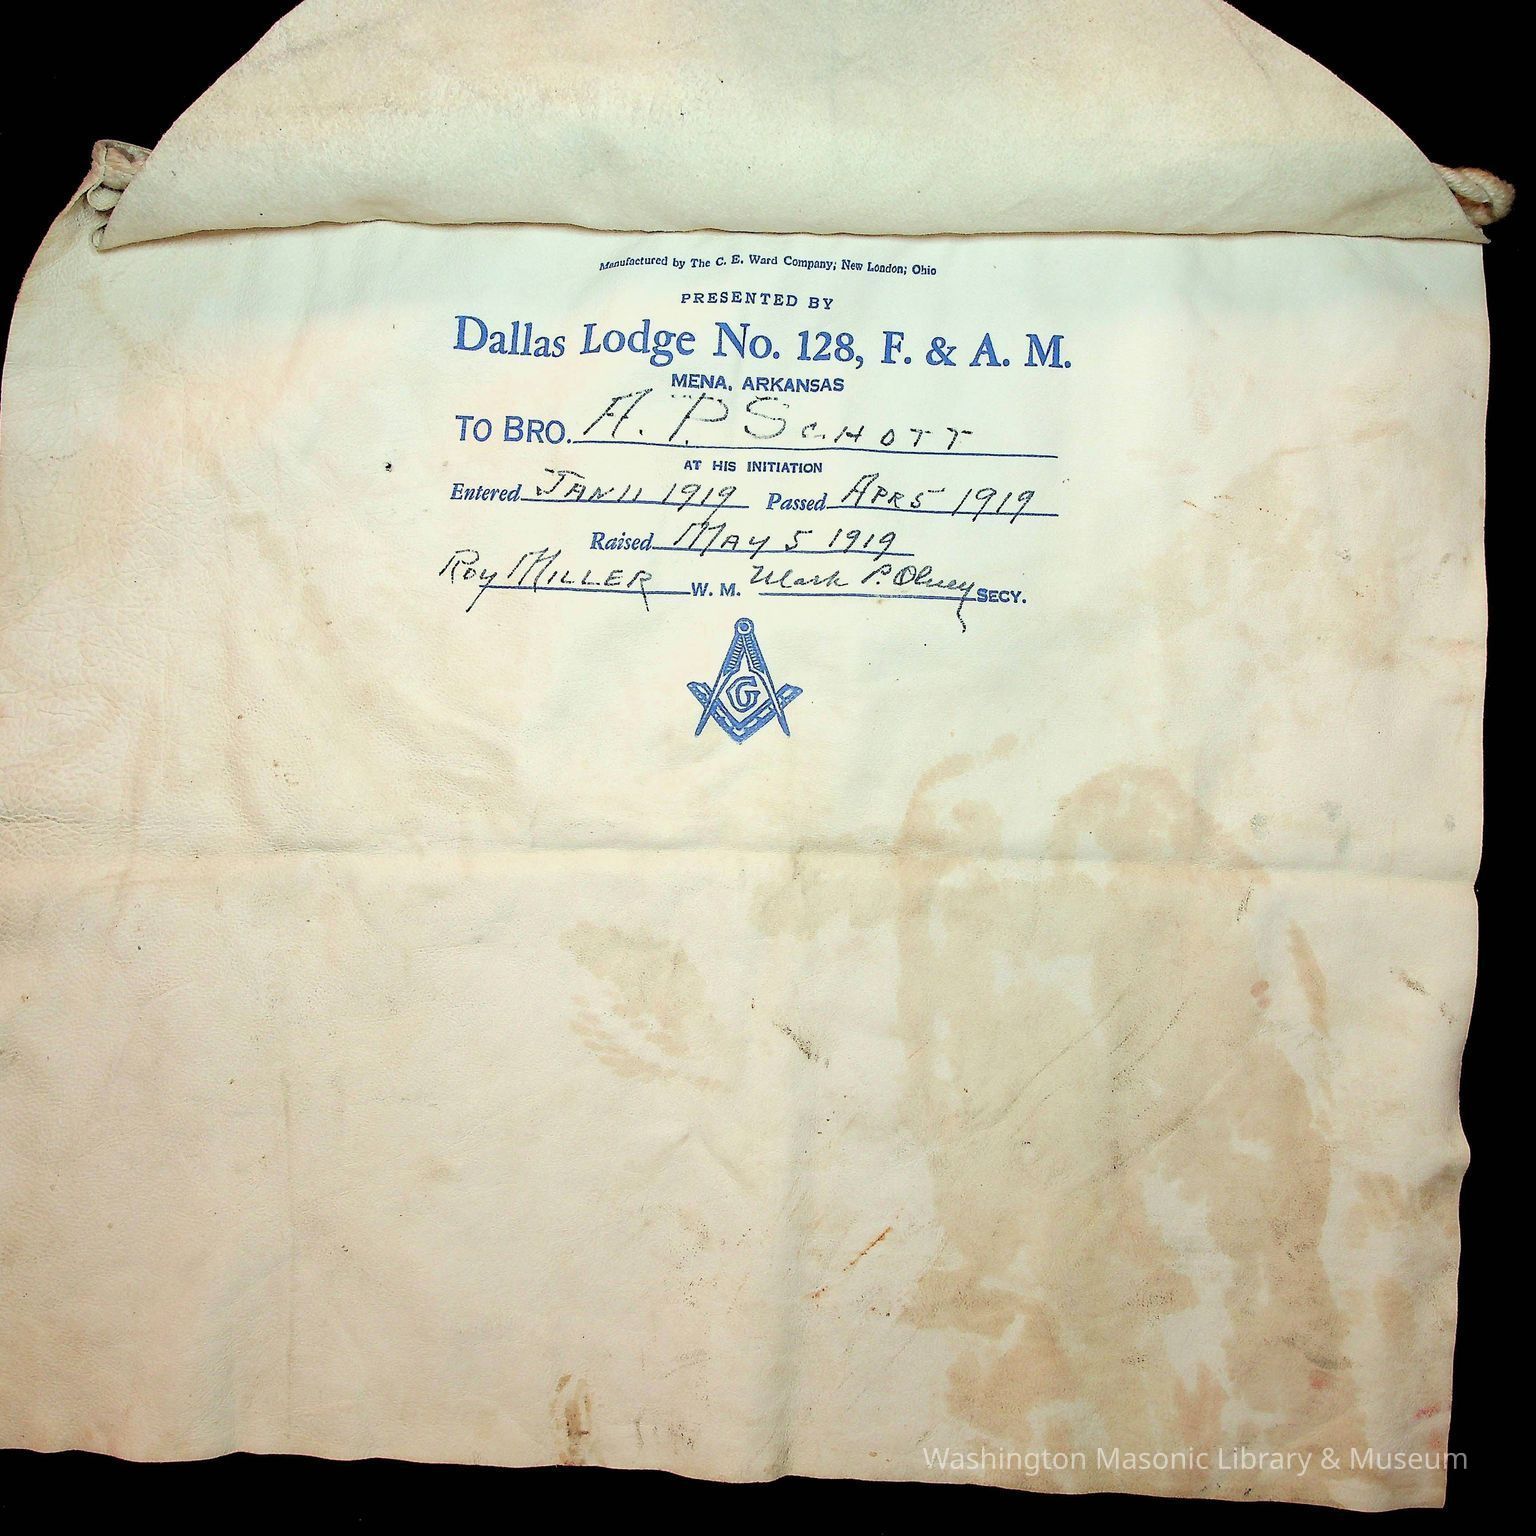 Manufactured by The C. E. Ward Company; New London; Ohio
PRESENTED BY
Dallas Lodge No. 128, F. & A. M.
MENA, ARKANSAS
TO BRO. A. P. SCHOTT
AT HIS INITIATION
Entered JAN 11 1919 Passed APR 5 1919
Raised MAY 5 1919
ROY MILLER W. M. Mark P. Olney SECY.
G
Washington Masonic Library & Museum